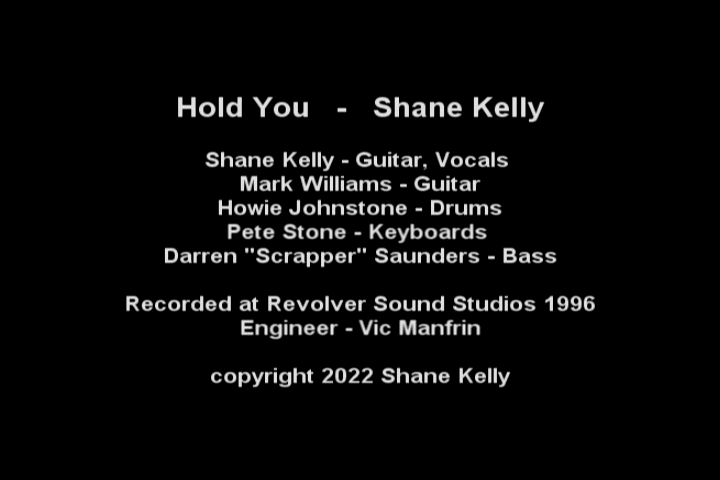 Hold You - Shane Kelly
Shane Kelly - Guitar, Vocals
Mark Williams - Guitar
Howie Johnstone - Drums
Pete Stone - Keyboards
Darren "Scrapper" Saunders - Bass
Recorded at Revolver Sound Studios 1996
Engineer - Vic Manfrin
copyright 2022 Shane Kelly